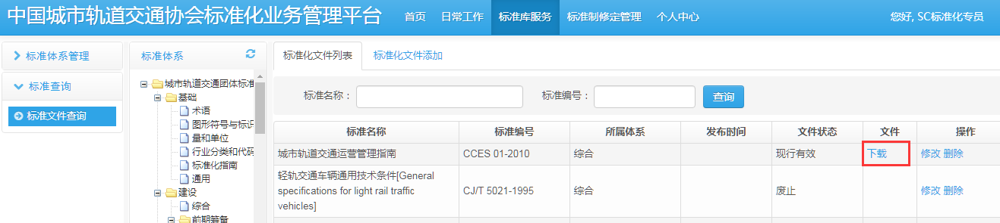 中国城市轨道交通协会标准化业务管理平台 首页 日常工作 标准库服务 标准制修定管理 个人中心 您好, SC标准化专员
标准体系管理
标准查询
标准文件查询
标准体系
城市轨道交通团体标准
基础
术语
图形符号与标识
量和单位
行业分类和代码
标准化指南
通用
建设
综合
前期筹备
标准化文件列表 标准化文件添加
标准名称： 标准编号： 查询
标准名称 标准编号 所属体系 发布时间 文件状态 文件 操作
城市轨道交通运营管理指南 CCES 01-2010 综合 现行有效 下载 修改 删除
轻轨交通车辆通用技术条件[General
specifications for light rail traffic
vehicles] CJ/T 5021-1995 综合 废止 修改 删除